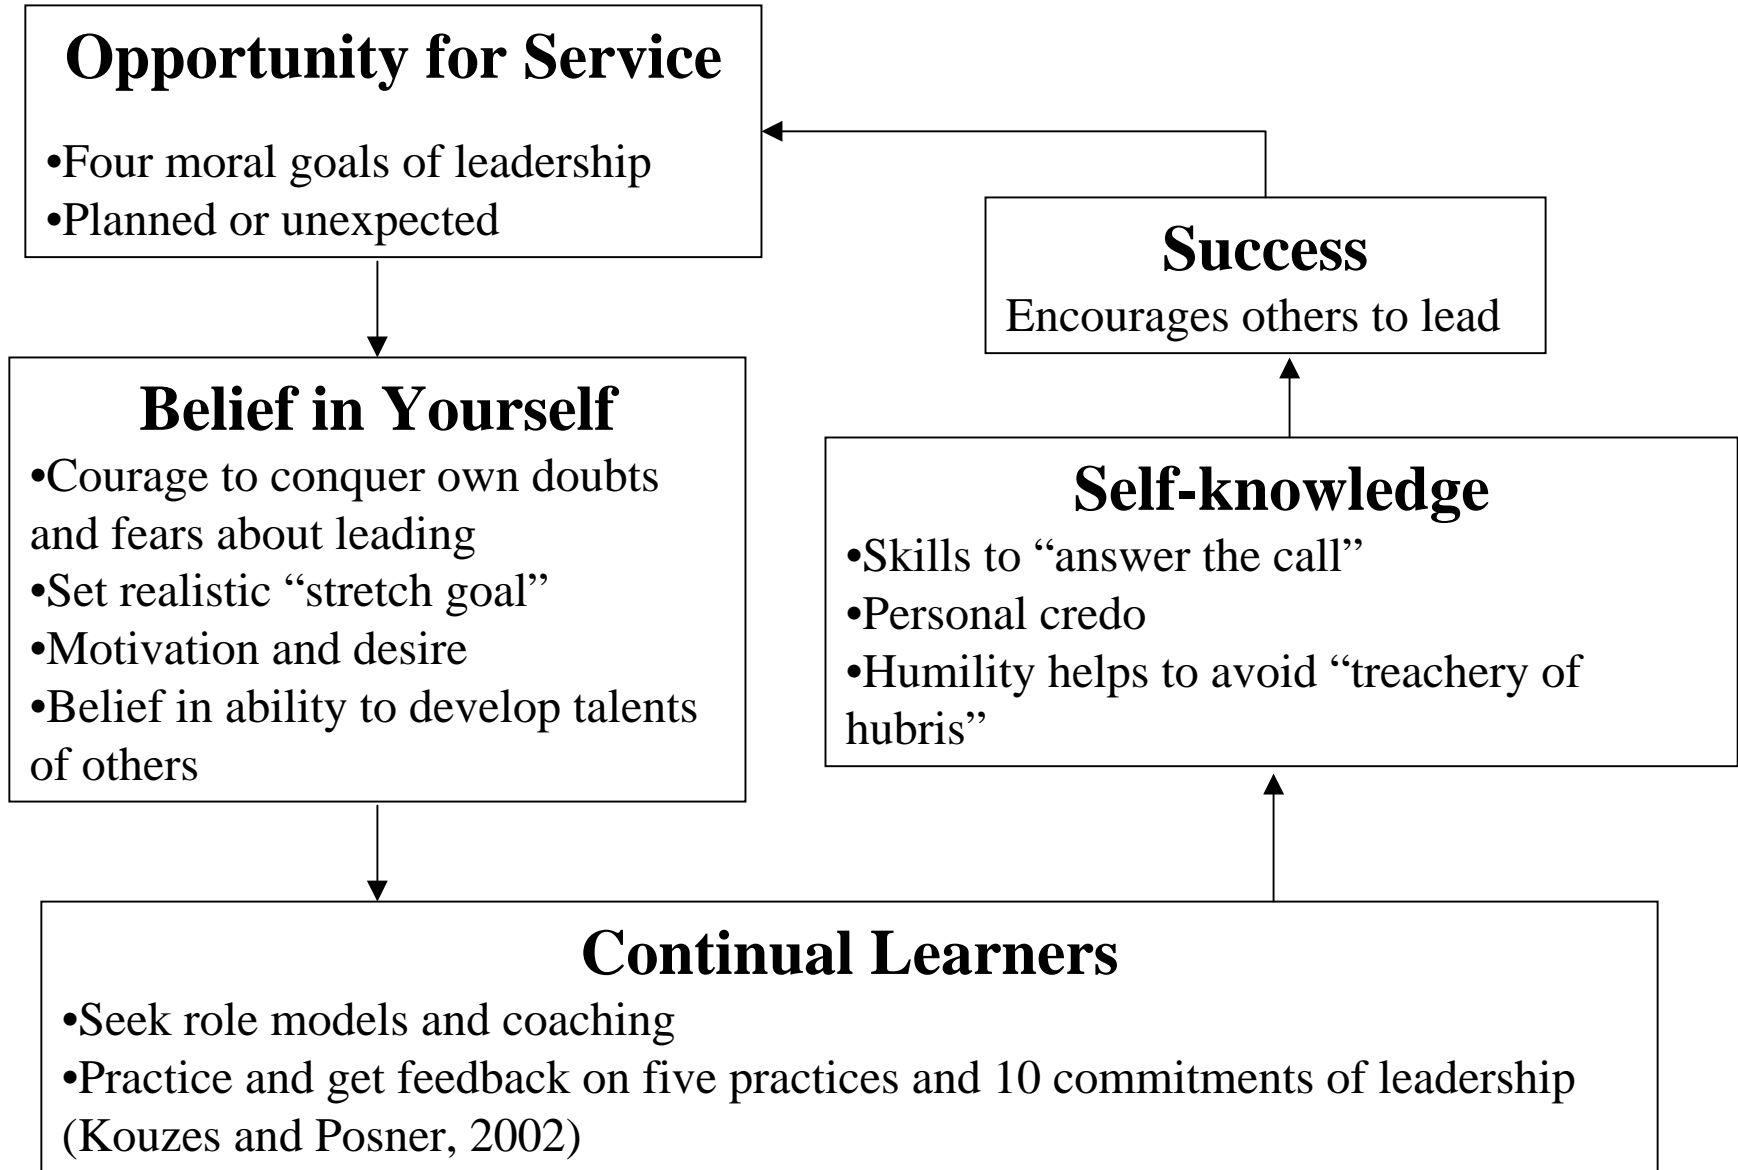 Opportunity for Service
•Four moral goals of leadership
•Planned or unexpected
Belief in Yourself
•Courage to conquer own doubts
and fears about leading
•Set realistic “stretch goal”
•Motivation and desire
•Belief in ability to develop talents
of others
Continual Learners
•Seek role models and coaching
•Practice and get feedback on five practices and 10 commitments of leadership
(Kouzes and Posner, 2002)
Self-knowledge
•Skills to “answer the call”
•Personal credo
•Humility helps to avoid “treachery of
hubris”
Success
Encourages others to lead